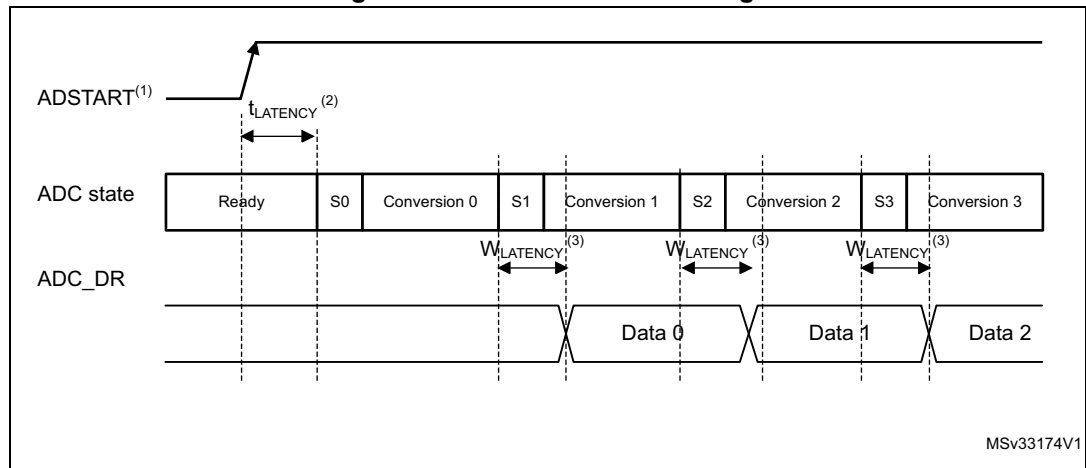 ADSTART(1)
tLATENCY (2)
ADC state
Ready S0 Conversion 0 S1 Conversion 1 S2 Conversion 2 S3 Conversion 3
WLATENCY(3) WLATENCY(3) WLATENCY(3)
ADC_DR
Data 0 Data 1 Data 2
MSv33174V1